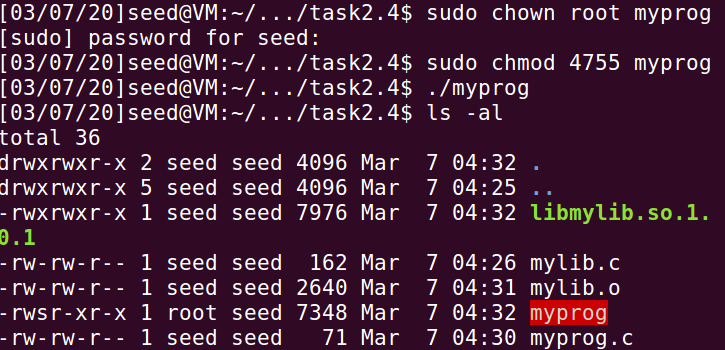 [03/07/20]seed@VM:~/.../task2.4$ sudo chown root myprog
[sudo] password for seed:
[03/07/20]seed@VM:~/.../task2.4$ sudo chmod 4755 myprog
[03/07/20]seed@VM:~/.../task2.4$ ./myprog
[03/07/20]seed@VM:~/.../task2.4$ ls -al
total 36
drwxrwxr-x 2 seed seed 4096 Mar  7 04:32 .
drwxrwxr-x 5 seed seed 4096 Mar  7 04:25 ..
-rwxrwxr-x 1 seed seed 7976 Mar  7 04:32 libmylib.so.1.
0.1
-rw-rw-r-- 1 seed seed  162 Mar  7 04:26 mylib.c
-rw-rw-r-- 1 seed seed 2640 Mar  7 04:31 mylib.o
-rwsr-xr-x 1 root seed 7348 Mar  7 04:32 myprog
-rw-rw-r-- 1 seed seed   71 Mar  7 04:30 myprog.c